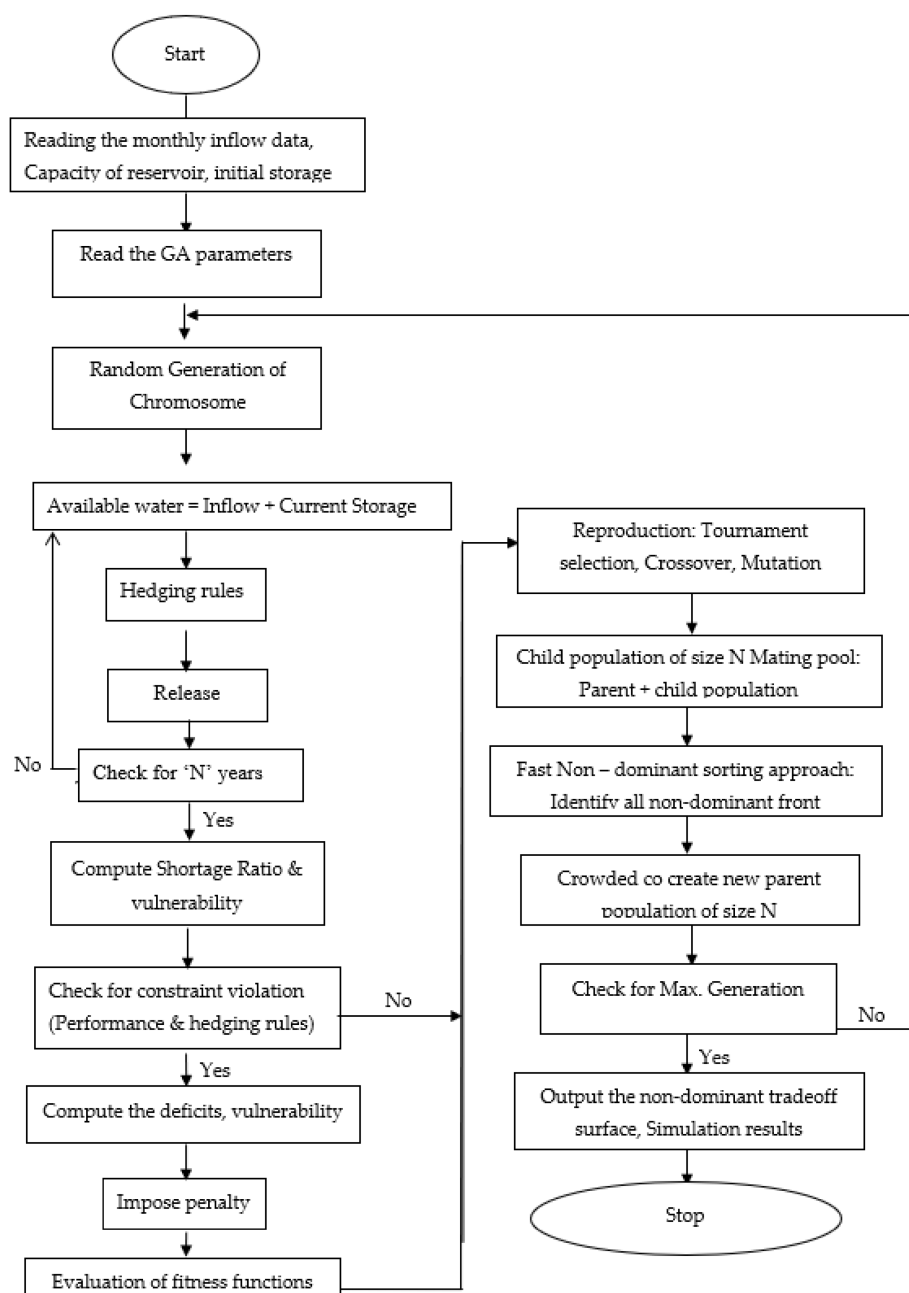 Start
Reading the monthly inflow data,
Capacity of reservoir, initial storage
Read the GA parameters
Random Generation of
Chromosome
Available water = Inflow + Current Storage
Hedging rules
Release
No
Check for ‘N’ years
Yes
Compute Shortage Ratio &
vulnerability
Check for constraint violation
(Performance & hedging rules)
No
Yes
Compute the deficits, vulnerability
Impose penalty
Evaluation of fitness functions
Reproduction: Tournament
selection, Crossover, Mutation
Child population of size N Mating pool:
Parent + child population
Fast Non – dominant sorting approach:
Identify all non-dominant front
Crowded co create new parent
population of size N
Check for Max. Generation
No
Yes
Output the non-dominant tradeoff
surface, Simulation results
Stop